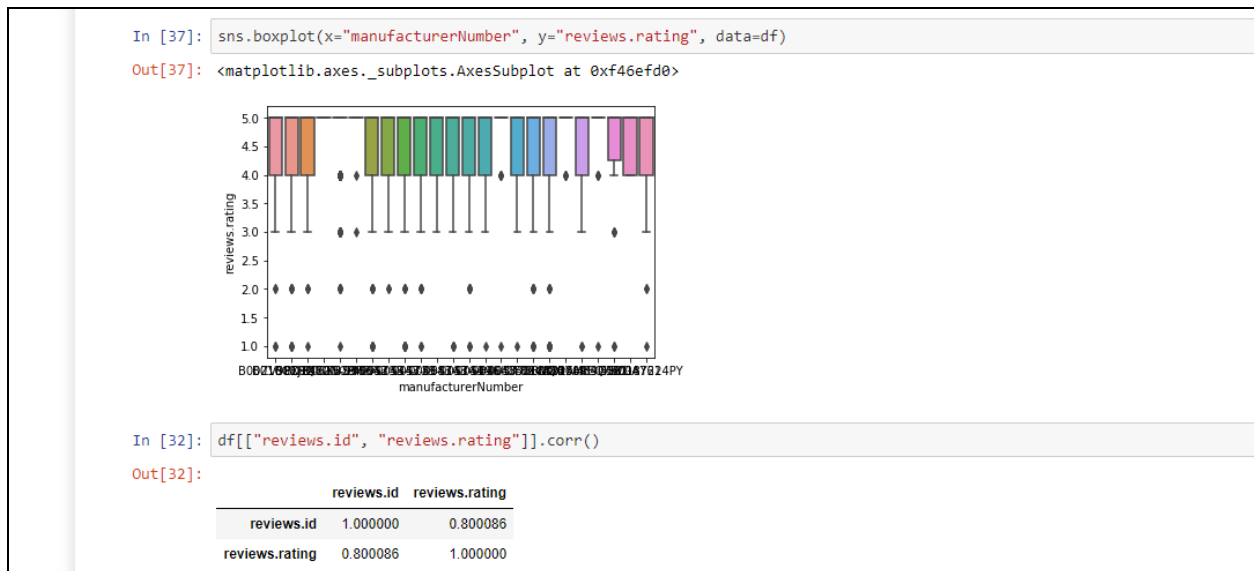 In [37]: sns.boxplot(x="manufacturerNumber", y="reviews.rating", data=df)
Out[37]: <matplotlib.axes._subplots.AxesSubplot at 0xf46efd0>
5.0
4.5
4.0
3.5
3.0
2.5
2.0
1.5
1.0
reviews.rating
manufacturerNumber
In [32]: df[["reviews.id", "reviews.rating"]].corr()
Out[32]:
reviews.id reviews.rating
reviews.id 1.000000 0.800086
reviews.rating 0.800086 1.000000